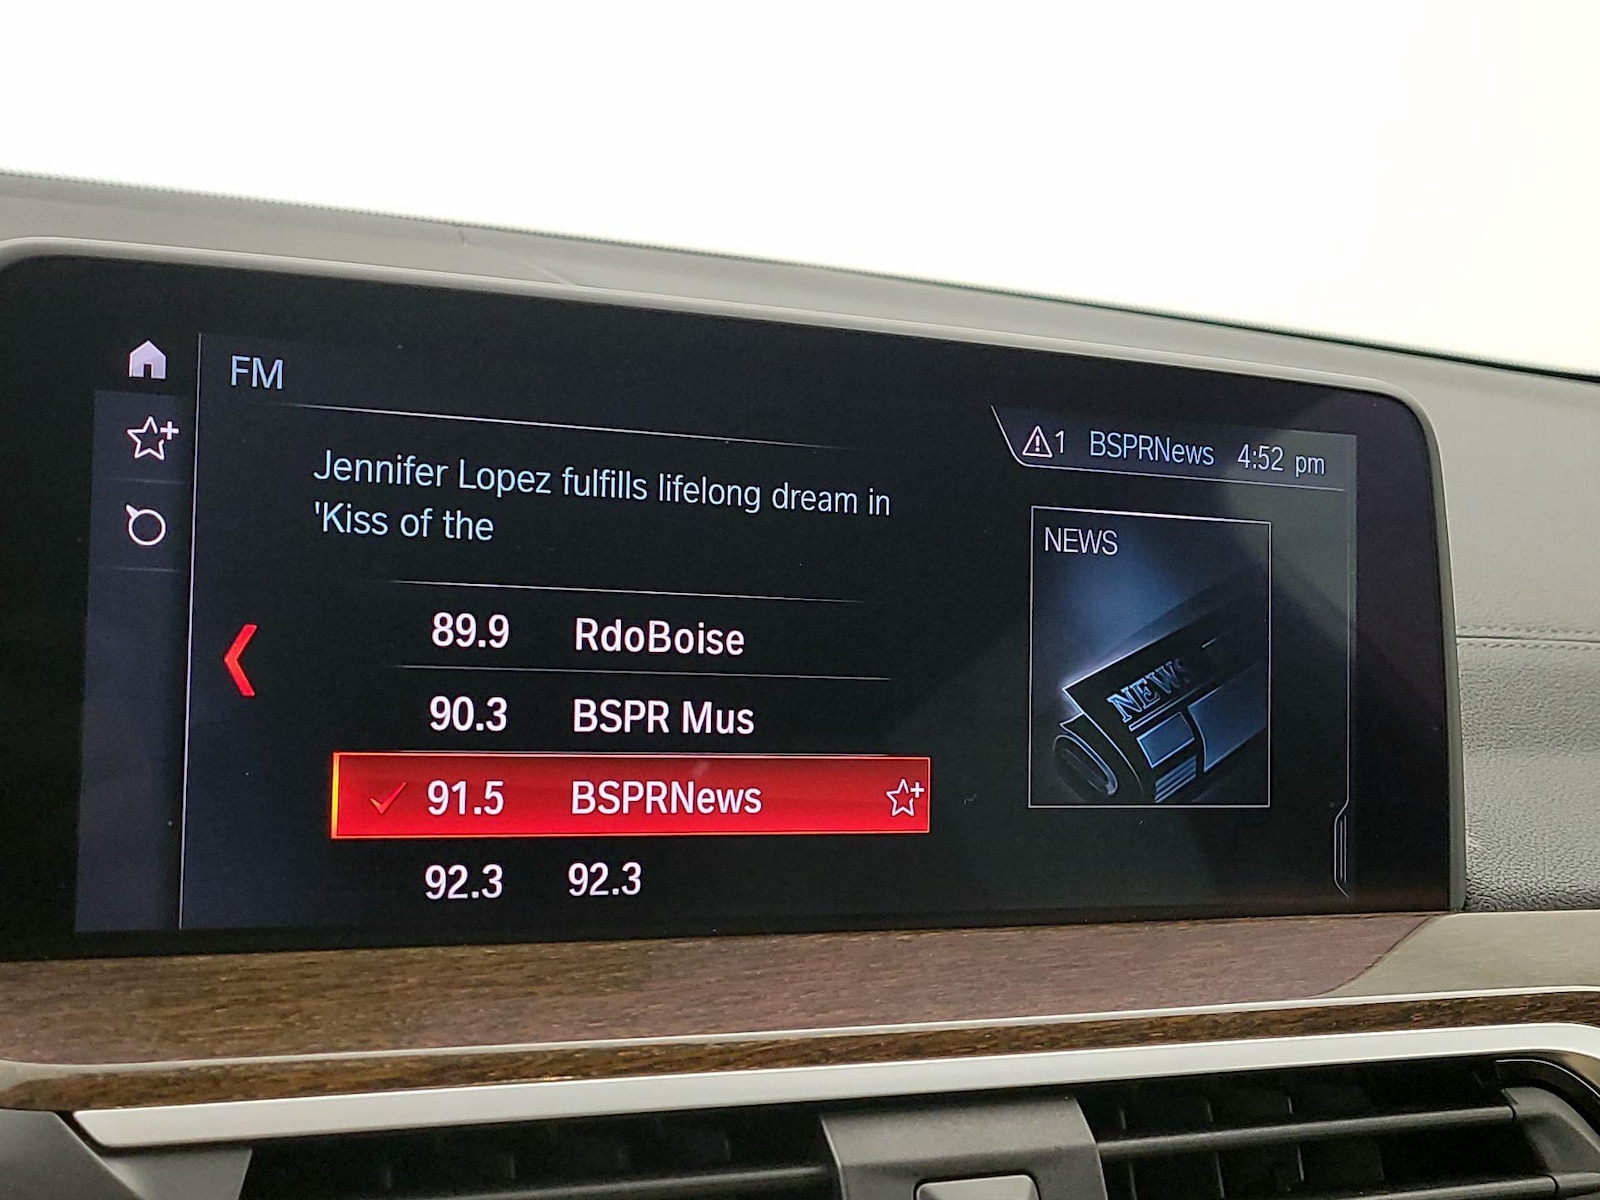 FM
1 BSPRNews 4:52 pm
Jennifer Lopez fulfills lifelong dream in
'Kiss of the
NEWS
NEWS
89.9 RdoBoise
90.3 BSPR Mus
91.5 BSPRNews
92.3 92.3